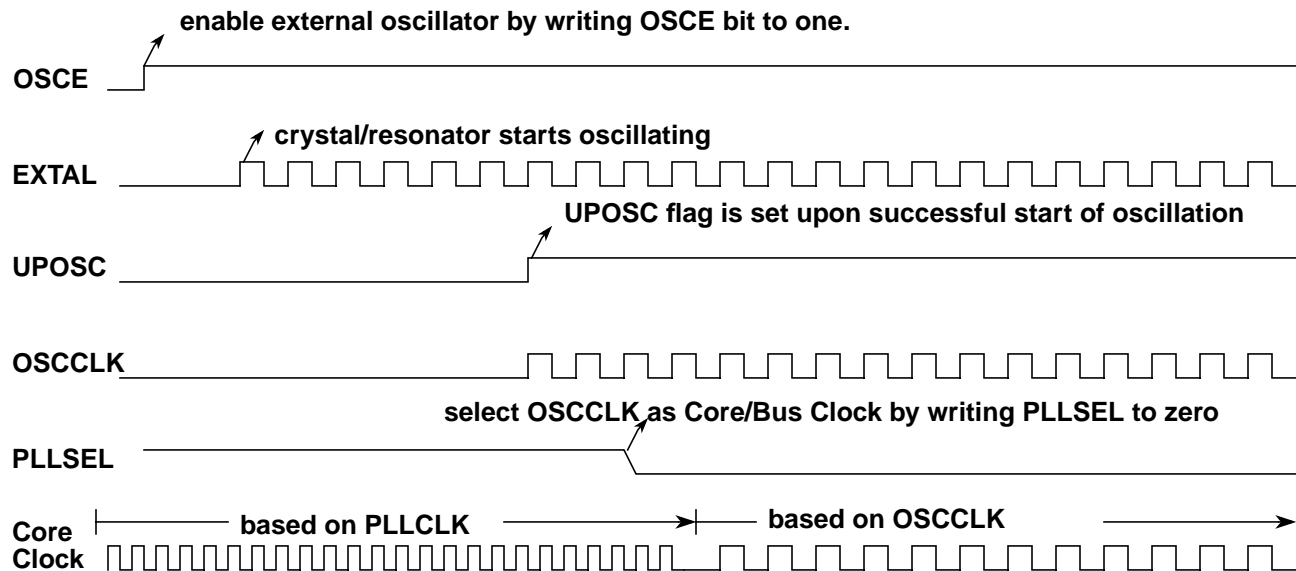 enable external oscillator by writing OSCE bit to one.
OSCE
crystal/resonator starts oscillating
EXTAL
UPOSC flag is set upon successful start of oscillation
UPOSC
OSCCLK
select OSCCLK as Core/Bus Clock by writing PLLSEL to zero
PLLSEL
based on PLLCLK
based on OSCCLK
Core
Clock